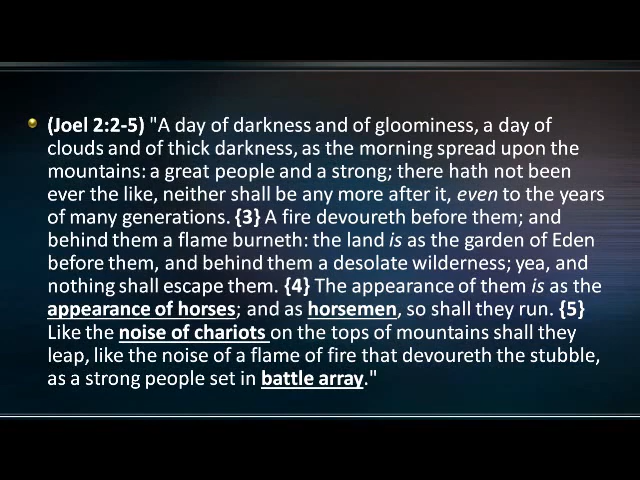 (Joel 2:2-5) "A day of darkness and of gloominess, a day of
clouds and of thick darkness, as the morning spread upon the
mountains: a great people and a strong; there hath not been
ever the like, neither shall be any more after it, even to the years
of many generations. {3} A fire devoureth before them; and
behind them a flame burneth: the land is as the garden of Eden
before them, and behind them a desolate wilderness; yea, and
nothing shall escape them. {4} The appearance of them is as the
appearance of horses; and as horsemen, so shall they run. {5}
Like the noise of chariots on the tops of mountains shall they
leap, like the noise of a flame of fire that devoureth the stubble,
as a strong people set in battle array."